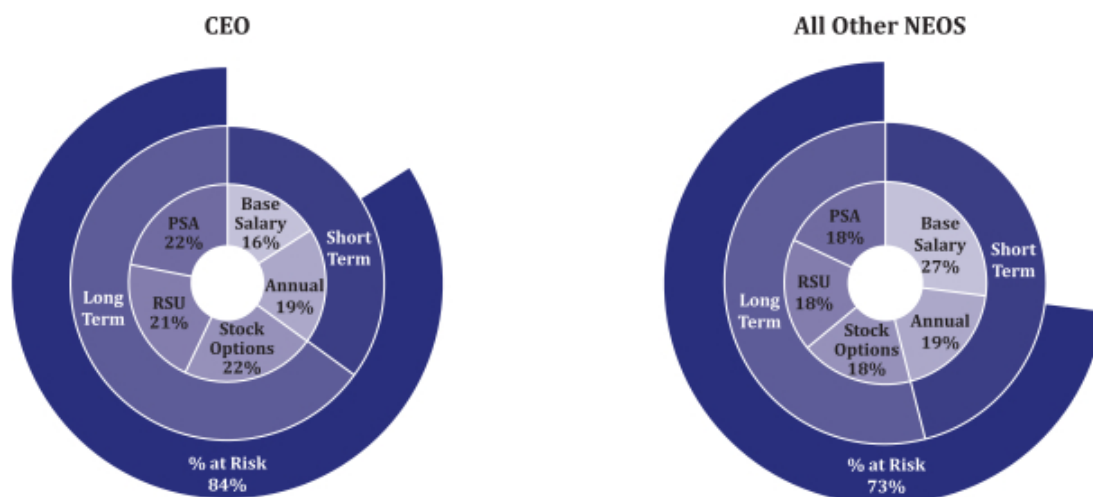 CEO
Base
Salary
16%
Annual
19%
Stock
Options
22%
RSU
21%
PSA
22%
Short
Term
Long
Term
% at Risk
84%
All Other NEOS
Base
Salary
27%
Annual
19%
Stock
Options
18%
RSU
18%
PSA
18%
Short
Term
Long
Term
% at Risk
73%